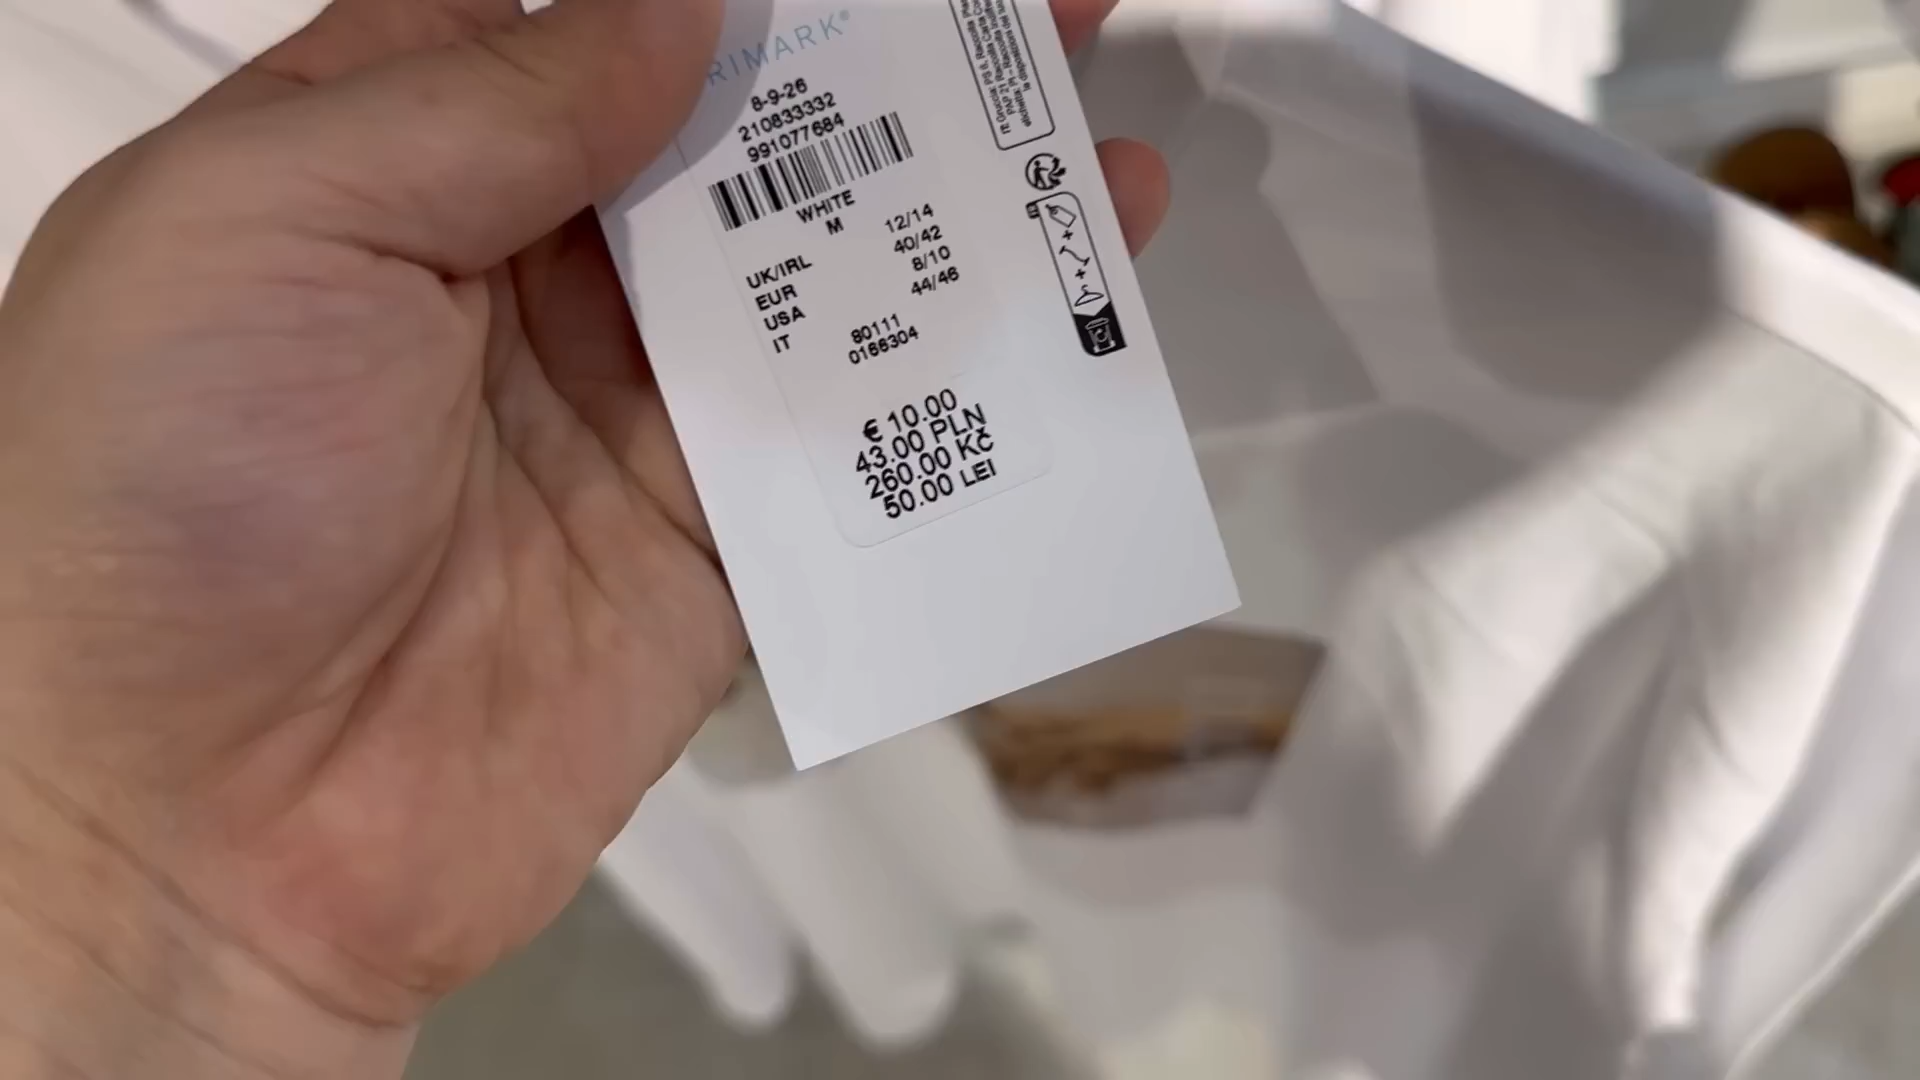 RIMARK®
8-9-26
210833332
991077684
WHITE
M
UK/IRL 12/14
EUR 40/42
USA 8/10
IT 44/46
80111
0166304
€ 10.00
43.00 PLN
260.00 Kč
50.00 LEI